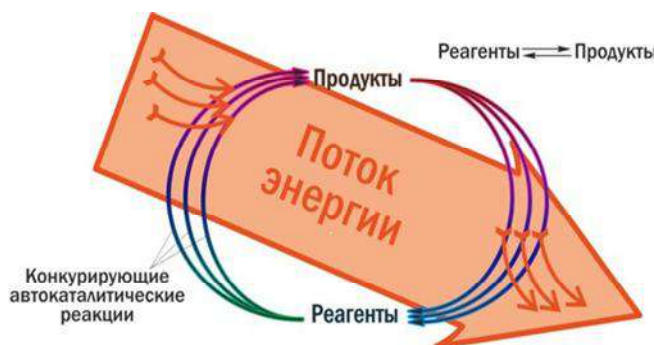 Реагенты ⇄ Продукты
Продукты
Поток
энергии
Конкурирующие
автокаталитические
реакции
Реагенты